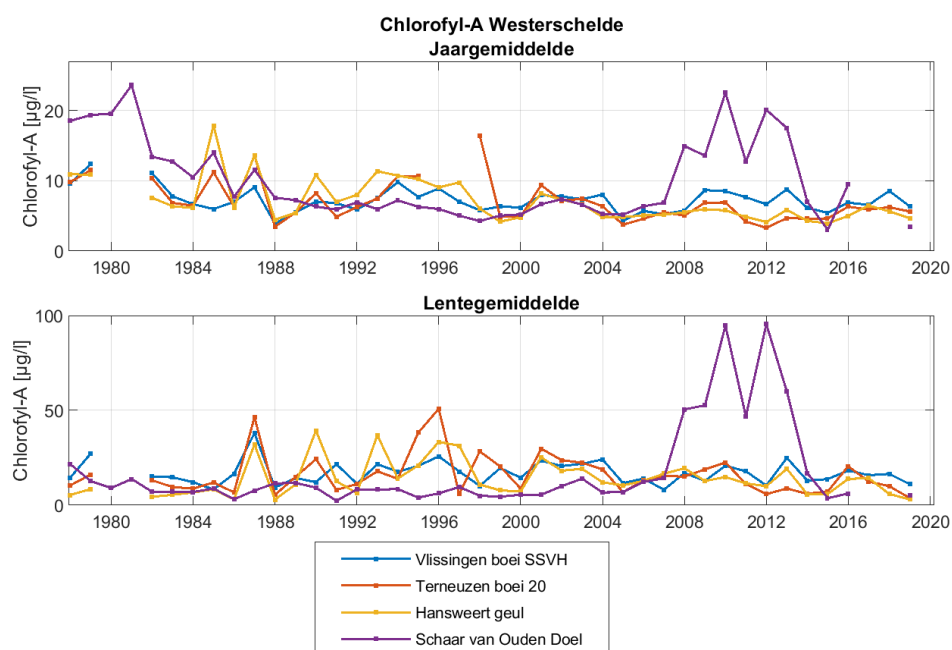 Chlorofyl-A Westerschelde
Jaargemiddelde
Chlorofyl-A [µg/l]
20
10
0
1980 1984 1988 1992 1996 2000 2004 2008 2012 2016 2020
Lentegemiddelde
Chlorofyl-A [µg/l]
100
50
0
1980 1984 1988 1992 1996 2000 2004 2008 2012 2016 2020
Vlissingen boei SSVH
Terneuzen boei 20
Hansweert geul
Schaar van Ouden Doel